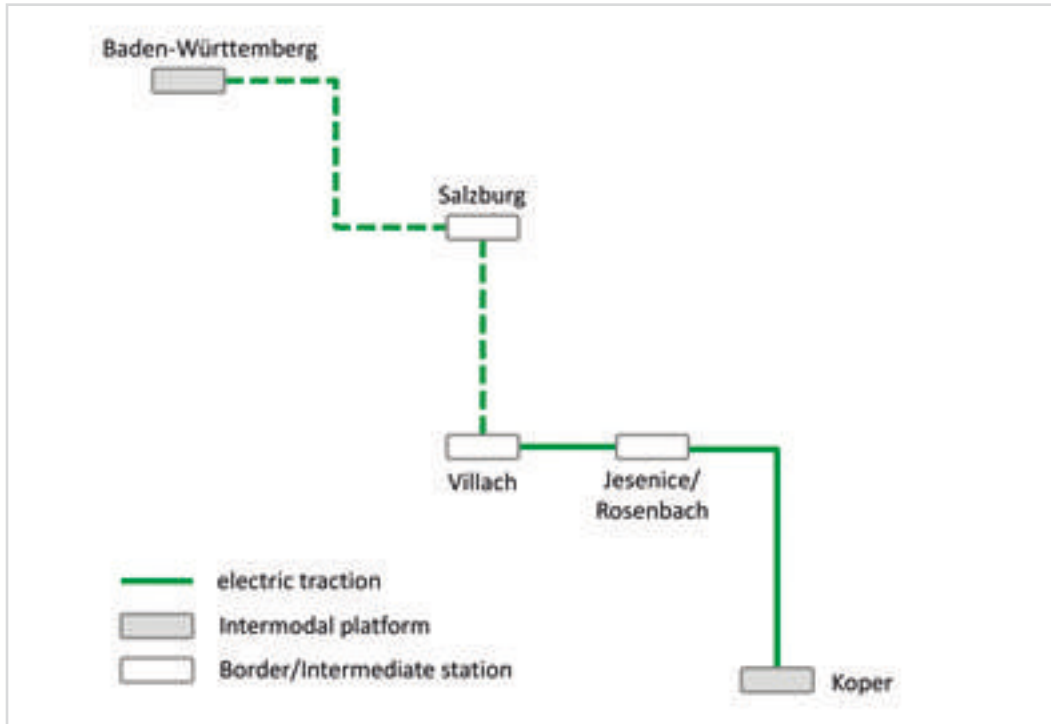 Baden-Württemberg
Salzburg
Villach
Jesenice/
Rosenbach
electric traction
Intermodal platform
Border/Intermediate station
Koper